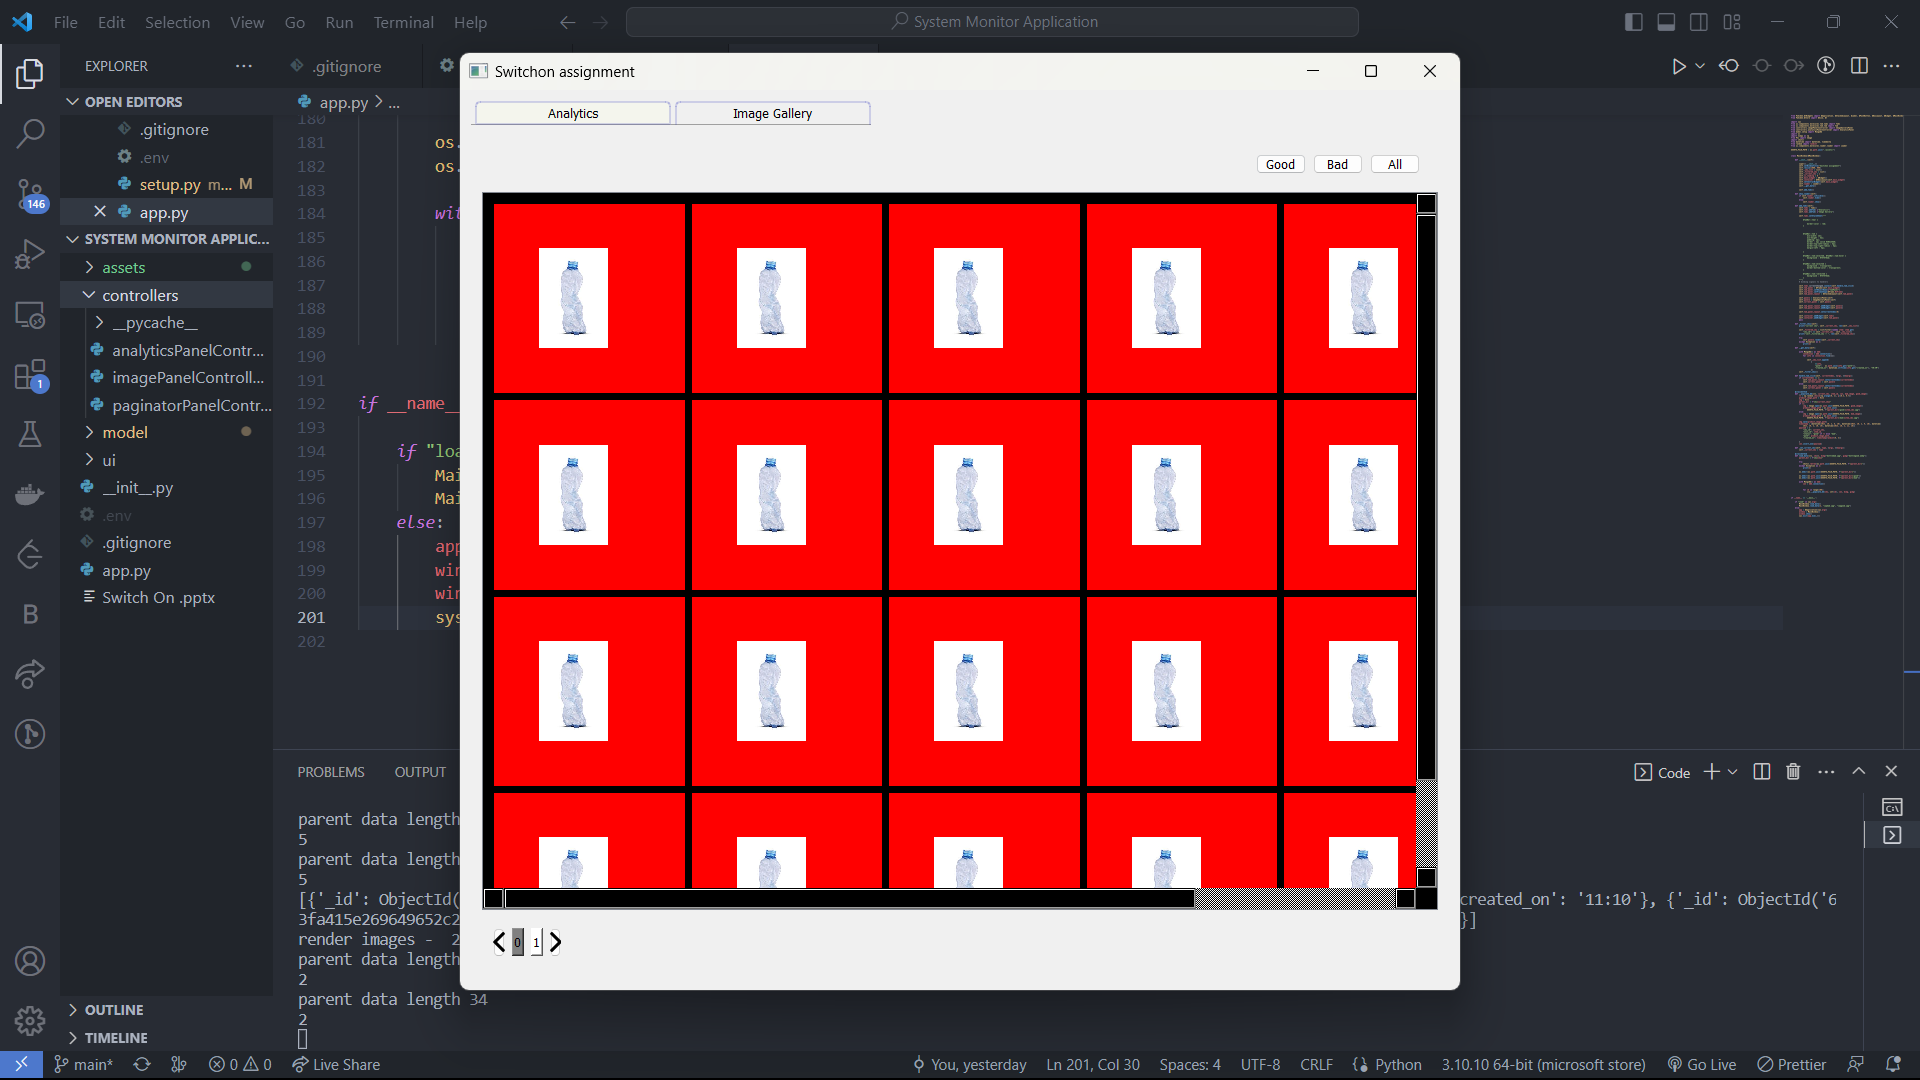 File Edit Selection View Go Run Terminal Help
System Monitor Application
EXPLORER
.gitignore
OPEN EDITORS
.gitignore
.env
setup.py m... M
app.py
SYSTEM MONITOR APPLIC...
assets
controllers
__pycache__
analyticsPanelContr...
imagePanelControll...
paginatorPanelContr...
model
ui
__init__.py
.env
.gitignore
app.py
Switch On .pptx
OUTLINE
TIMELINE
146
1
app.py > ...
180
181 os.
182 os.
183
184 wit
185
186
187
188
189
190
191
192 if __name__
193
194 if "loa
195 Mai
196 Mai
197 else:
198 app
199 win
200 win
201 sys
202
Switchon assignment
Analytics Image Gallery
Good Bad All
0 1
PROBLEMS OUTPUT
Code
parent data length
5
parent data length
5
[{'_id': ObjectId( created_on': '11:10'}, {'_id': ObjectId('6
3fa415e269649652c2 }]
render images - 2
parent data length
2
parent data length 34
2
main* 0 0 Live Share You, yesterday Ln 201, Col 30 Spaces: 4 UTF-8 CRLF Python 3.10.10 64-bit (microsoft store) Go Live Prettier